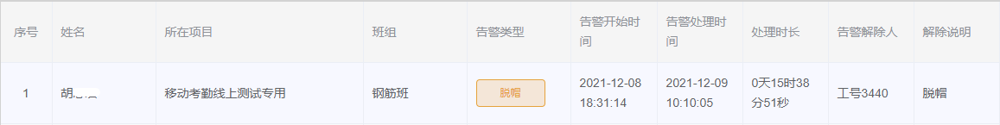 序号 姓名 所在项目 班组 告警类型 告警开始时间 告警处理时间 处理时长 告警解除人 解除说明
1 胡 移动考勤线上测试专用 钢筋班 脱帽 2021-12-08 18:31:14 2021-12-09 10:10:05 0天15时38分51秒 工号3440 脱帽